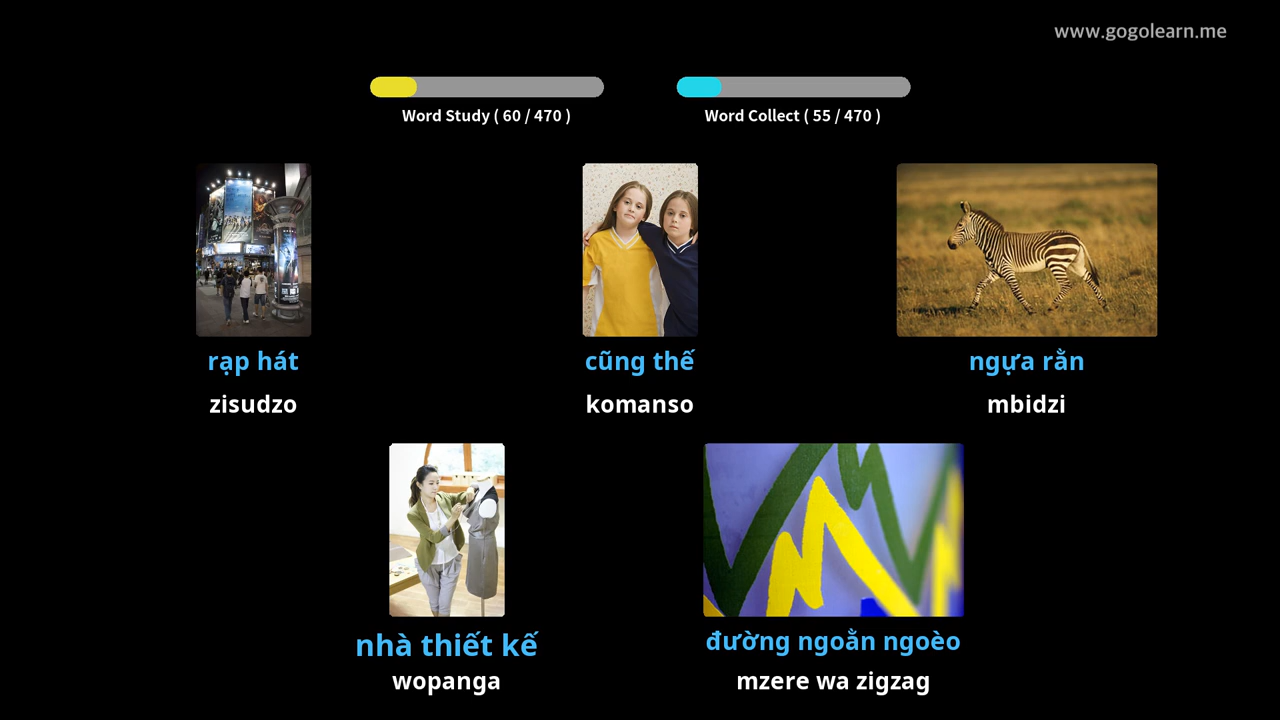 www.gogolearn.me
Word Study ( 60 / 470 )
Word Collect ( 55 / 470 )
rạp hát
cũng thế
ngựa rằn
zisudzo
komanso
mbidzi
nhà thiết kế
đường ngoằn ngoèo
wopanga
mzere wa zigzag